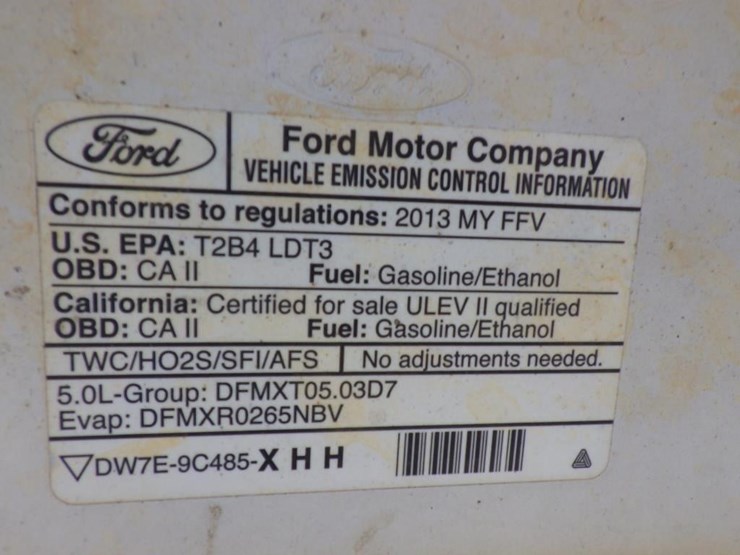 Ford
Ford Motor Company
VEHICLE EMISSION CONTROL INFORMATION
Conforms to regulations: 2013 MY FFV
U.S. EPA: T2B4 LDT3
OBD: CA II Fuel: Gasoline/Ethanol
California: Certified for sale ULEV II qualified
OBD: CA II Fuel: Gasoline/Ethanol
TWC/HO2S/SFI/AFS No adjustments needed.
5.0L-Group: DFMXT05.03D7
Evap: DFMXR0265NBV
DW7E-9C485-X H H